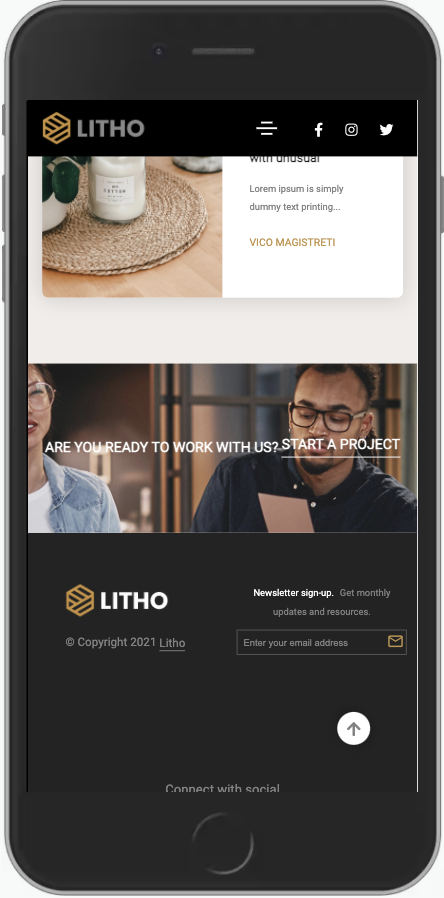 LITHO
with unusual
Lorem ipsum is simply
dummy text printing...
VICO MAGISTRETI
ARE YOU READY TO WORK WITH US? START A PROJECT
LITHO
© Copyright 2021 Litho
Newsletter sign-up. Get monthly
updates and resources.
Enter your email address
Connect with social